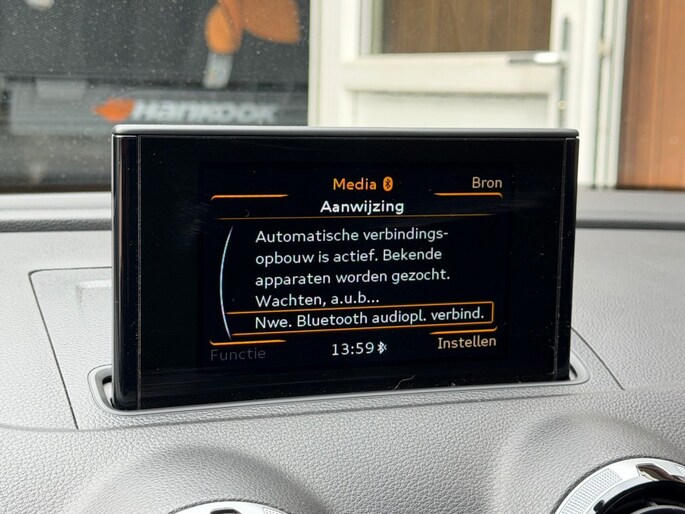 HANKOOK
Media
Bron
Aanwijzing
Automatische verbindings-
opbouw is actief. Bekende
apparaten worden gezocht.
Wachten, a.u.b...
Nwe. Bluetooth audiopl. verbind.
Functie
13:59
Instellen